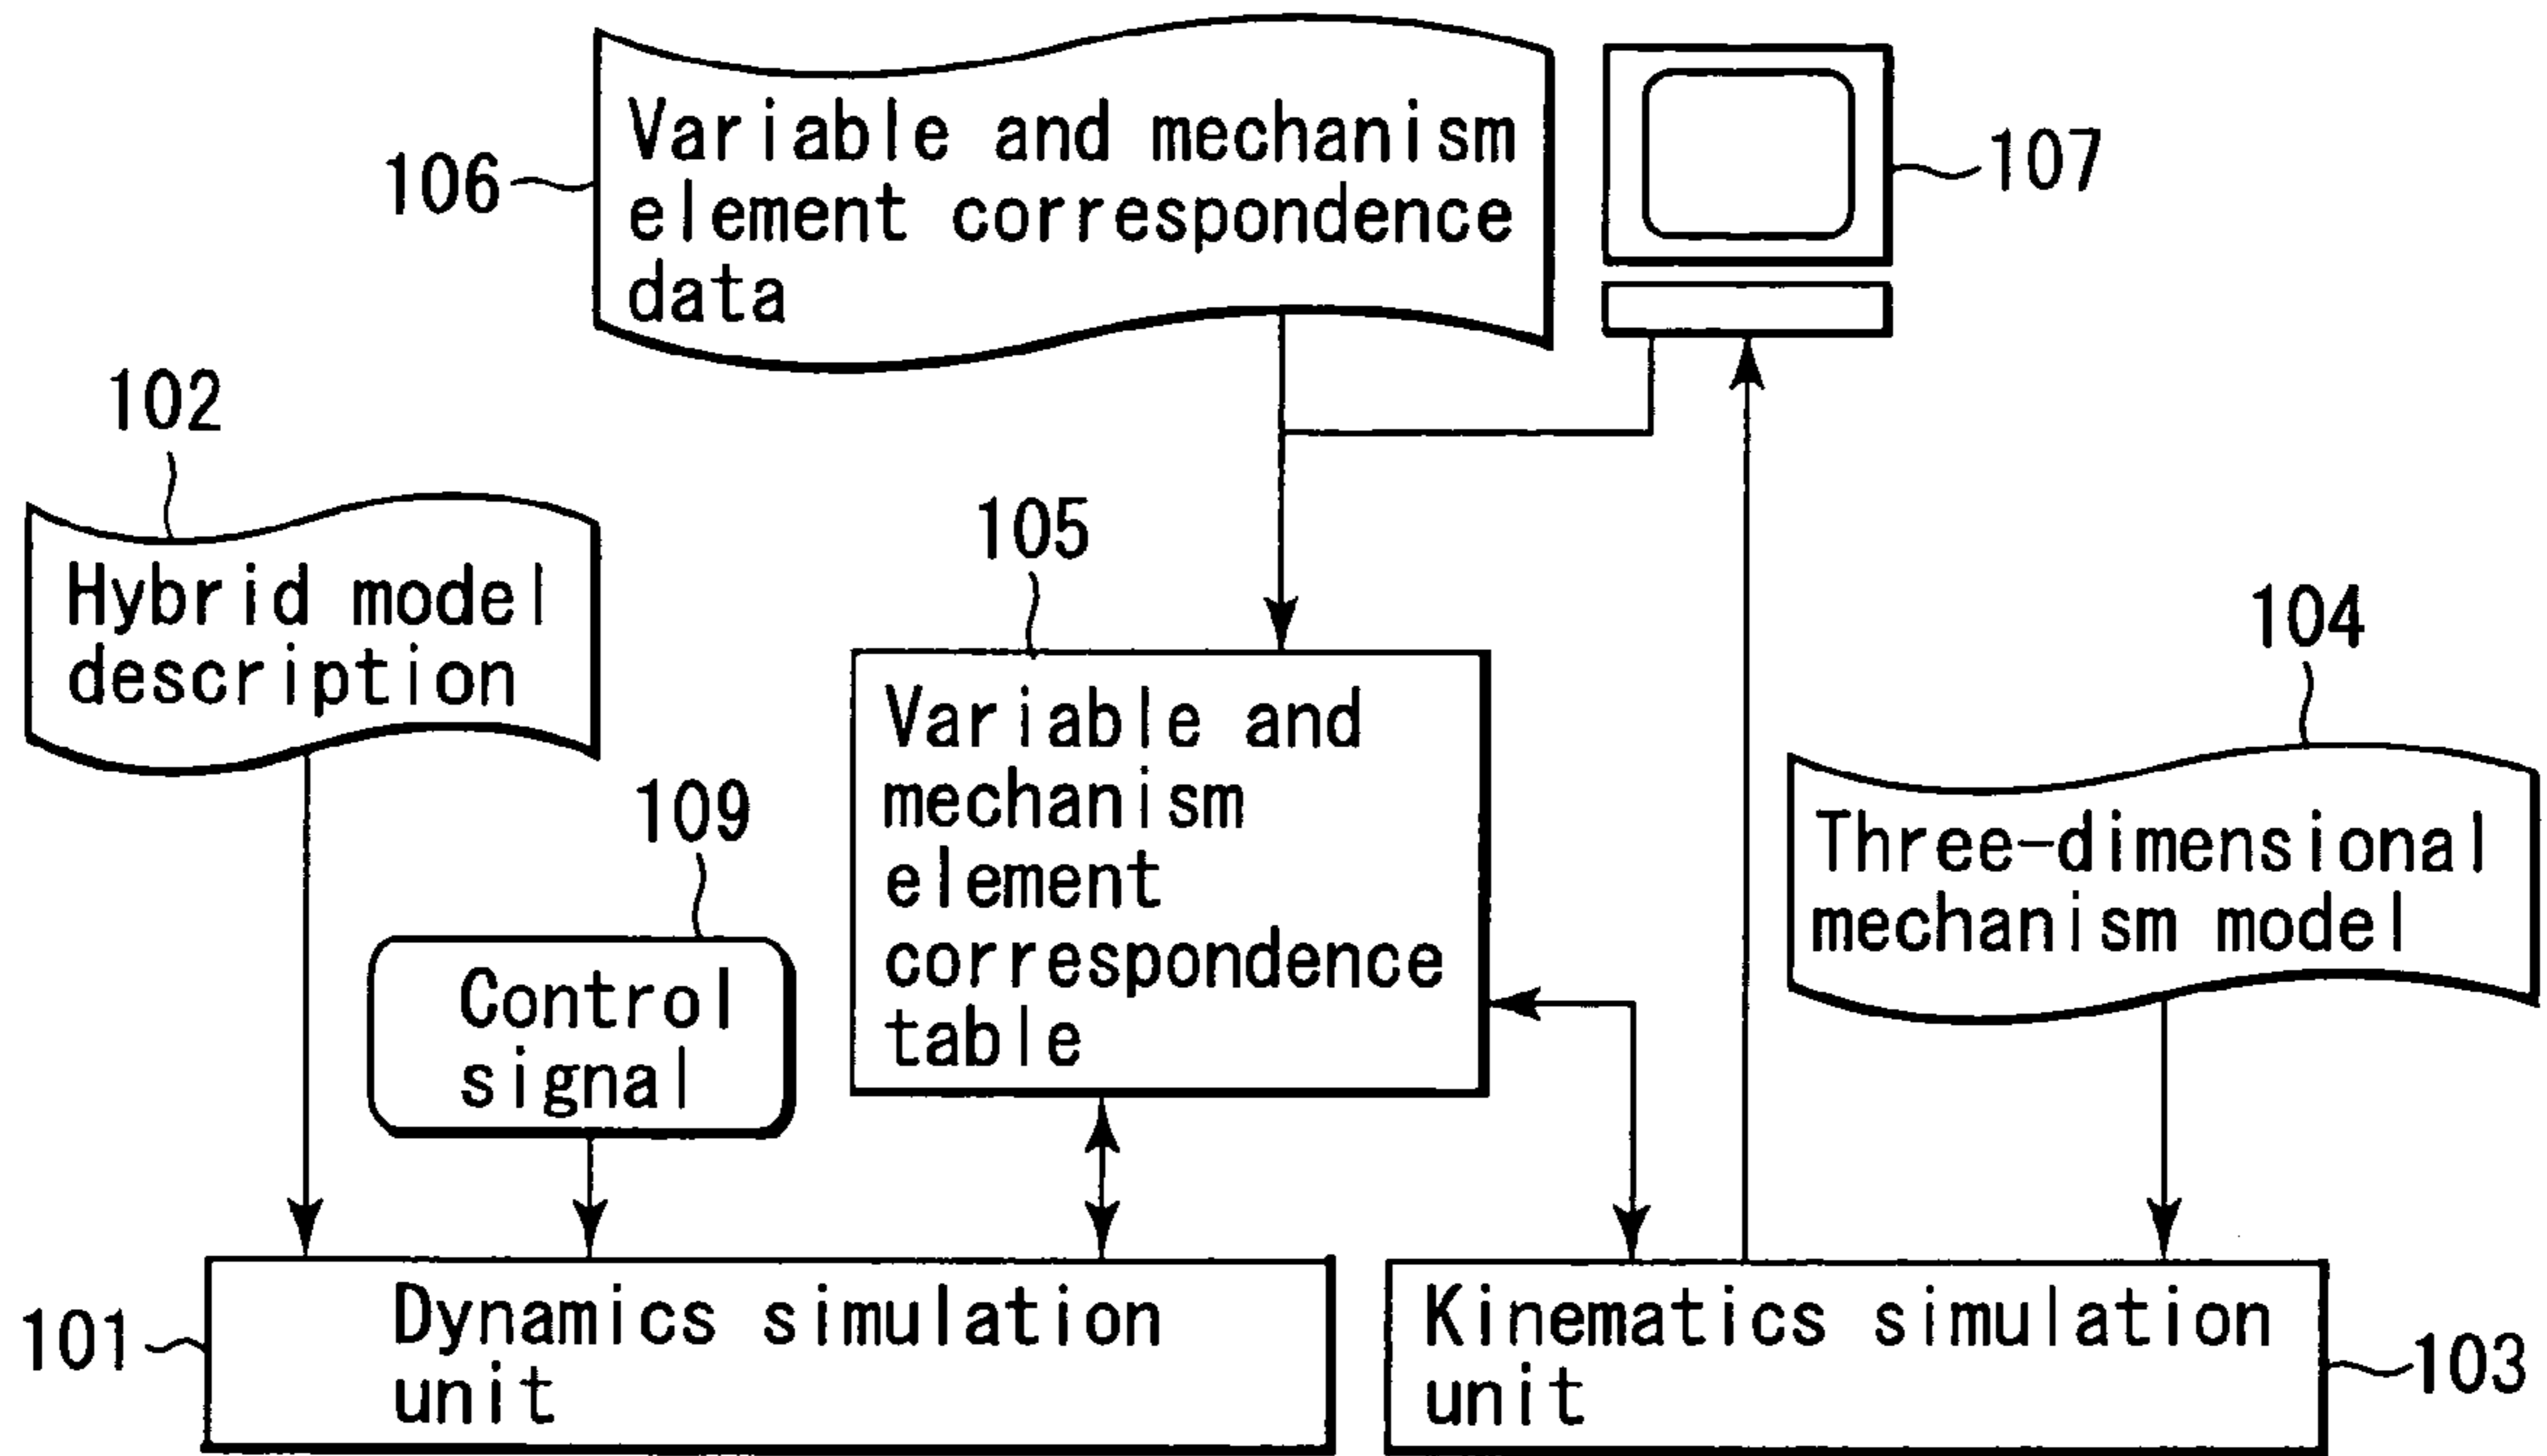 Variable and mechanism
element correspondence
data
106
107
102
Hybrid model
description
105
Variable and
mechanism
element
correspondence
table
104
Three-dimensional
mechanism model
109
Control
signal
101
Dynamics simulation
unit
Kinematics simulation
unit
103